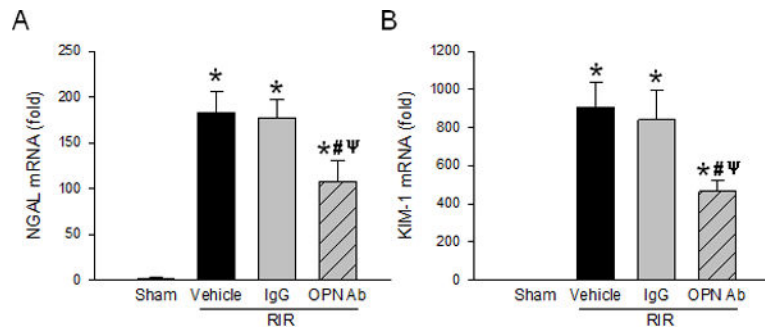 A
NGAL mRNA (fold)
250
200
150
100
50
0
*
*
*#Ψ
Sham Vehicle IgG OPN Ab
RIR
B
KIM-1 mRNA (fold)
1200
1000
800
600
400
200
0
*
*
*#Ψ
Sham Vehicle IgG OPN Ab
RIR